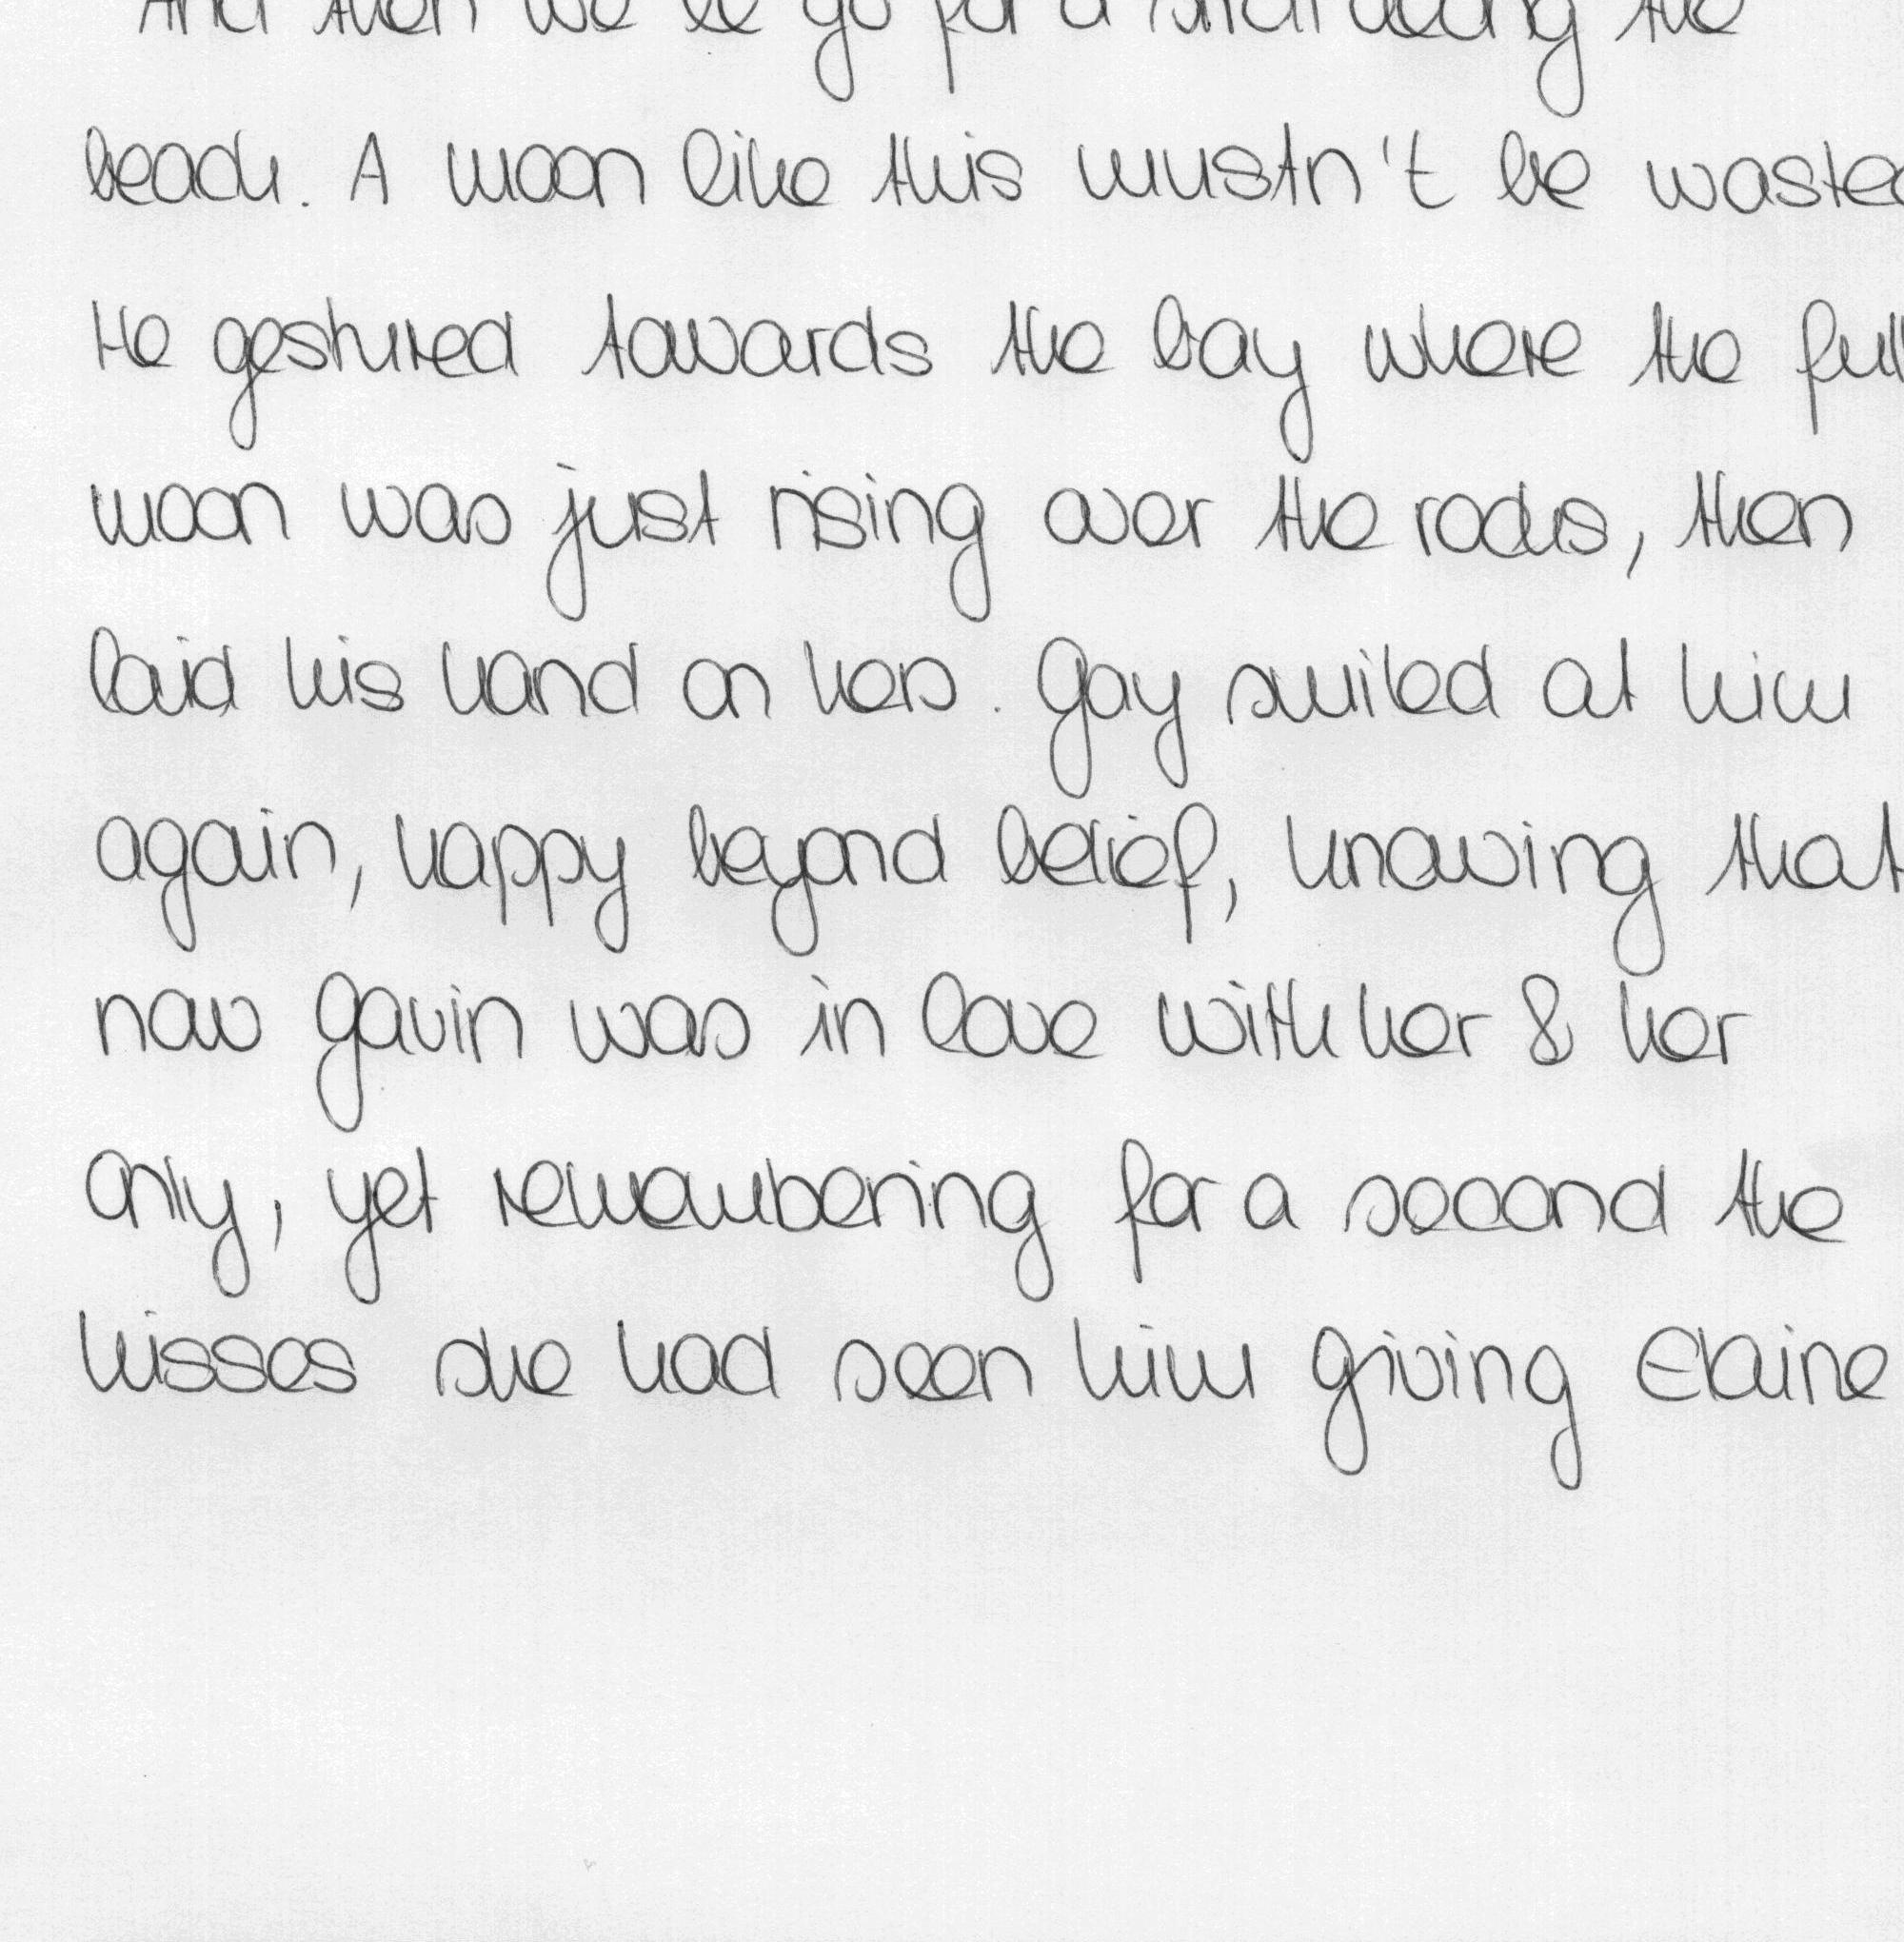 And then we'll go for a stroll along the
beach. A moon like this mustn't be wasted
He gestured towards the bay where the full
moon was just rising over the rocks, then
laid his hand on hers. Gay smiled at him
again, happy beyond belief, knowing that
now Gavin was in love with her & her
only, yet remembering for a second the
kisses she had seen him giving Elaine